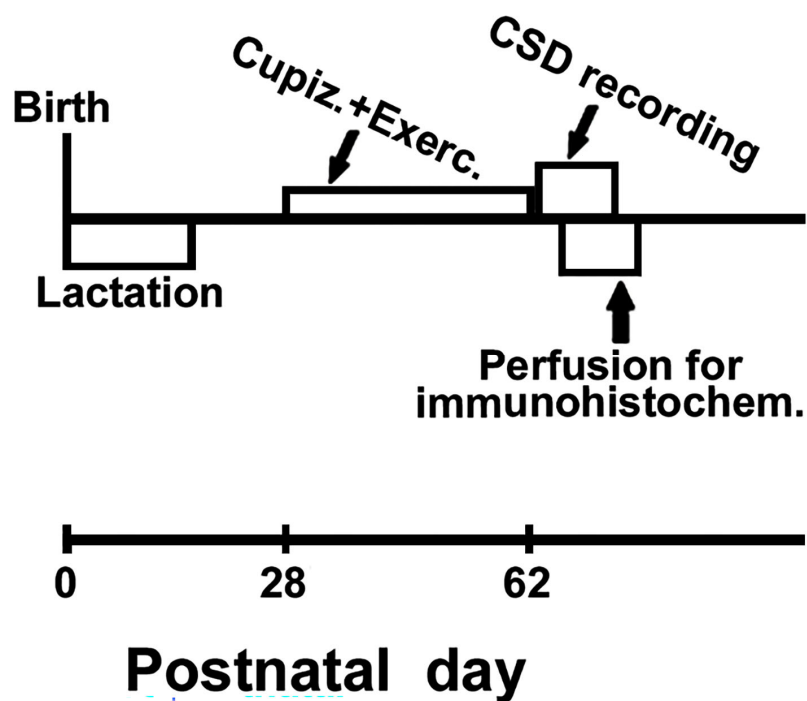 Birth
Cupiz.+Exerc.
CSD recording
Lactation
Perfusion for
immunohistochem.
0 28 62
Postnatal day